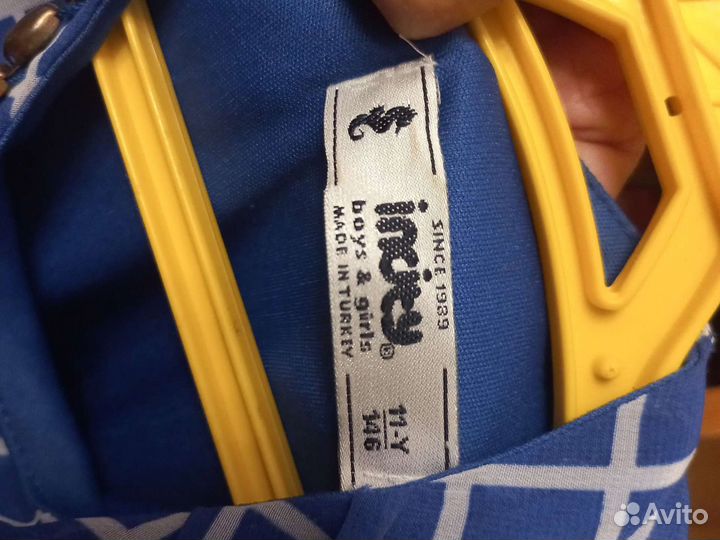 SINCE 1989
incity
boys & girls ©
MADE IN TURKEY
11-Y
146
Avito